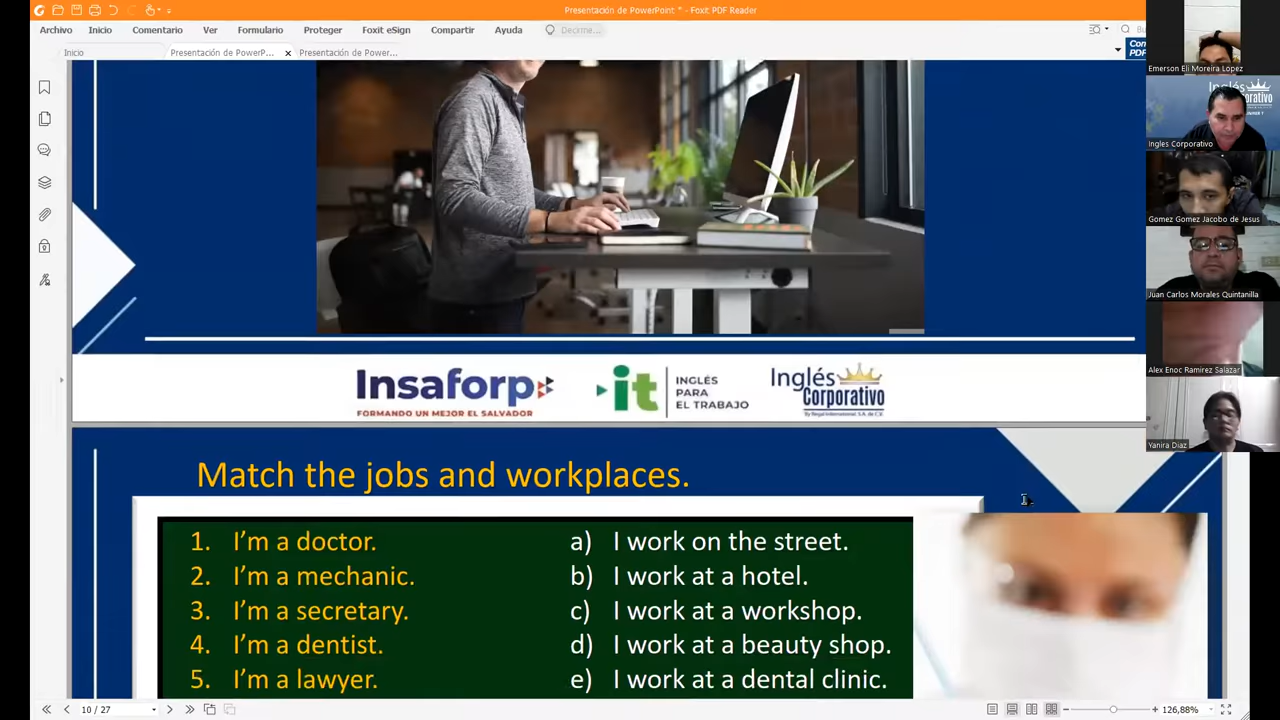 Presentación de PowerPoint * - Foxit PDF Reader
Archivo Inicio Comentario Ver Formulario Proteger Foxit eSign Compartir Ayuda Decirme...
Inicio Presentación de PowerP... Presentación de Power...
Insaforp
FORMANDO UN MEJOR EL SALVADOR
it
INGLÉS
PARA
EL TRABAJO
Inglés
Corporativo
Match the jobs and workplaces.
1. I'm a doctor.
2. I'm a mechanic.
3. I'm a secretary.
4. I'm a dentist.
5. I'm a lawyer.
a) I work on the street.
b) I work at a hotel.
c) I work at a workshop.
d) I work at a beauty shop.
e) I work at a dental clinic.
10 / 27
126,88%
Emerson Eli Moreira Lopez
Ingles Corporativo
Gomez Gomez Jacobo de Jesus
Juan Carlos Morales Quintanilla
Alex Enoc Ramirez Salazar
Yanira Diaz